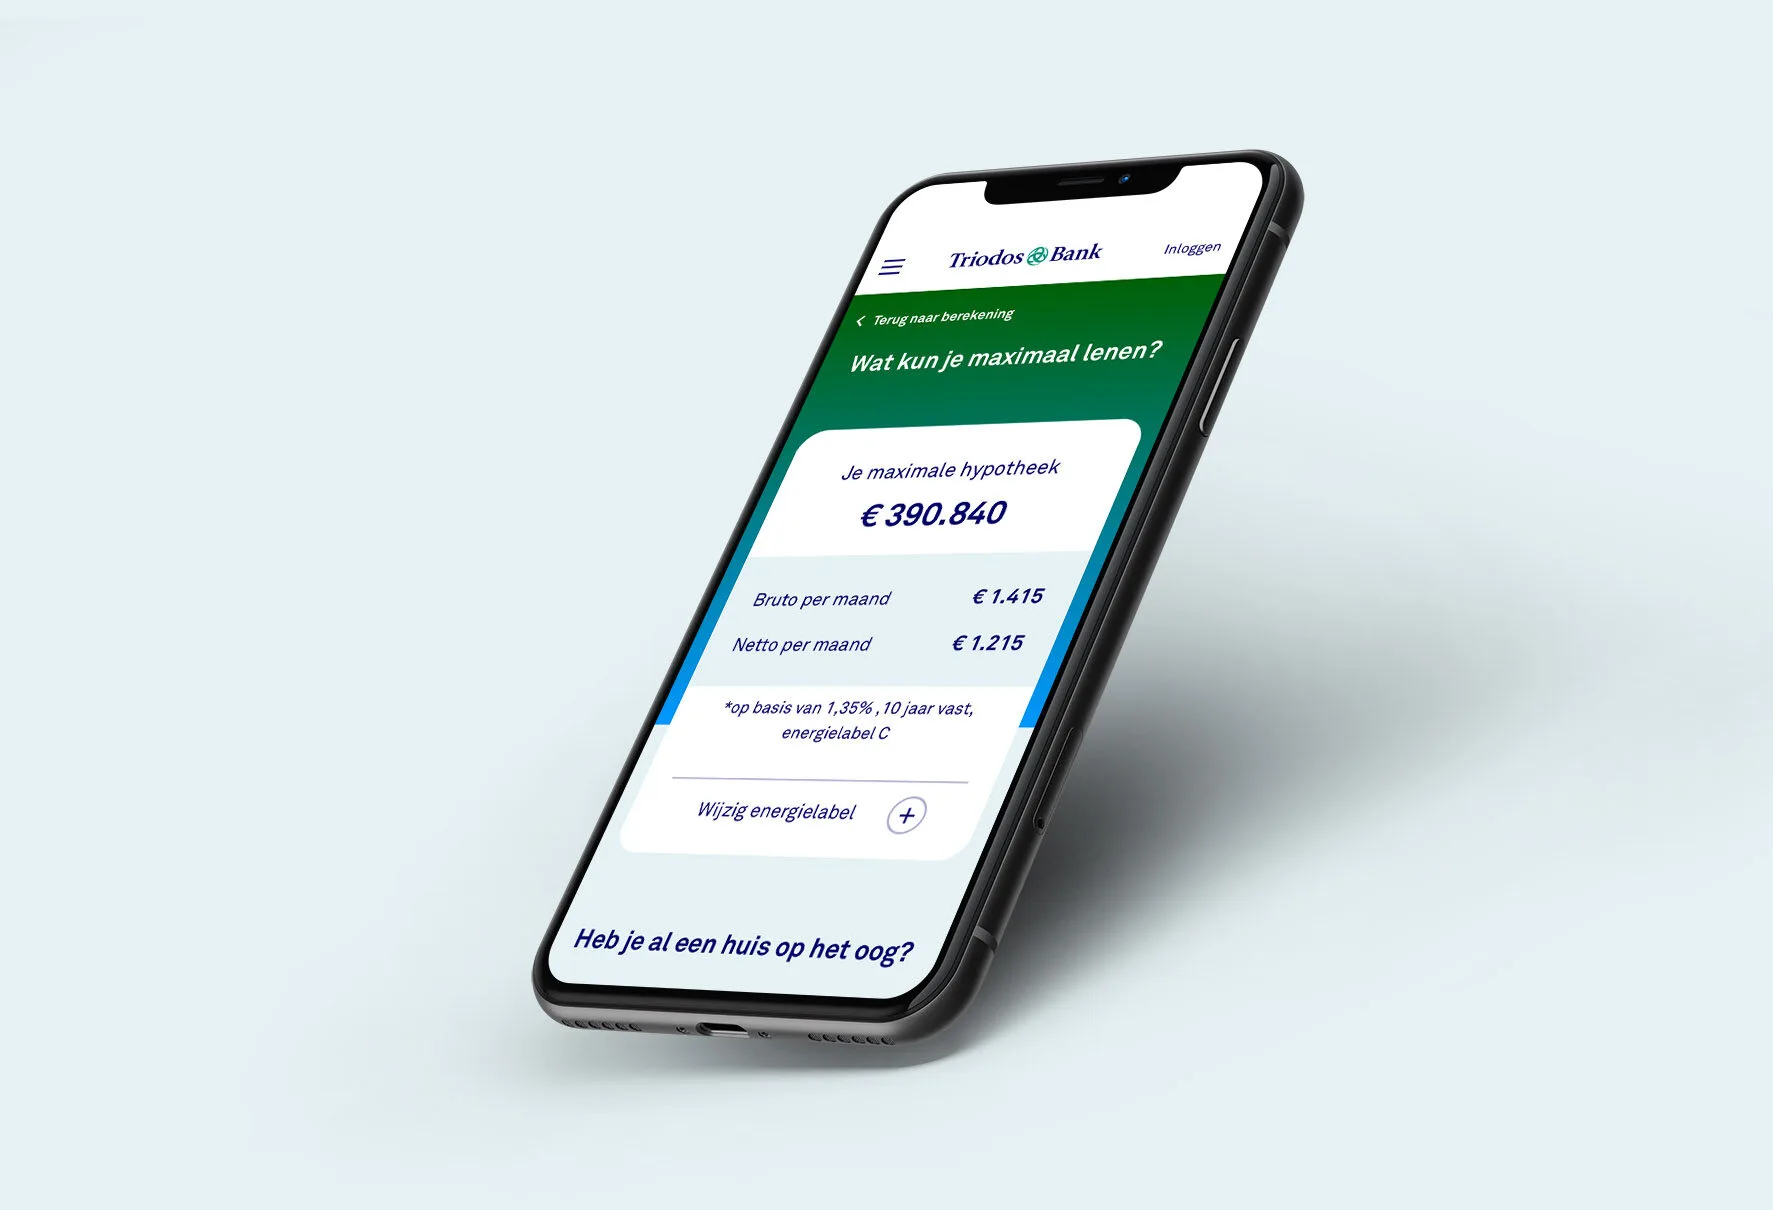 Triodos Bank
Inloggen
Terug naar berekening
Wat kun je maximaal lenen?
Je maximale hypotheek
€ 390.840
Bruto per maand € 1.415
Netto per maand € 1.215
*op basis van 1,35% , 10 jaar vast,
energielabel C
Wijzig energielabel
Heb je al een huis op het oog?